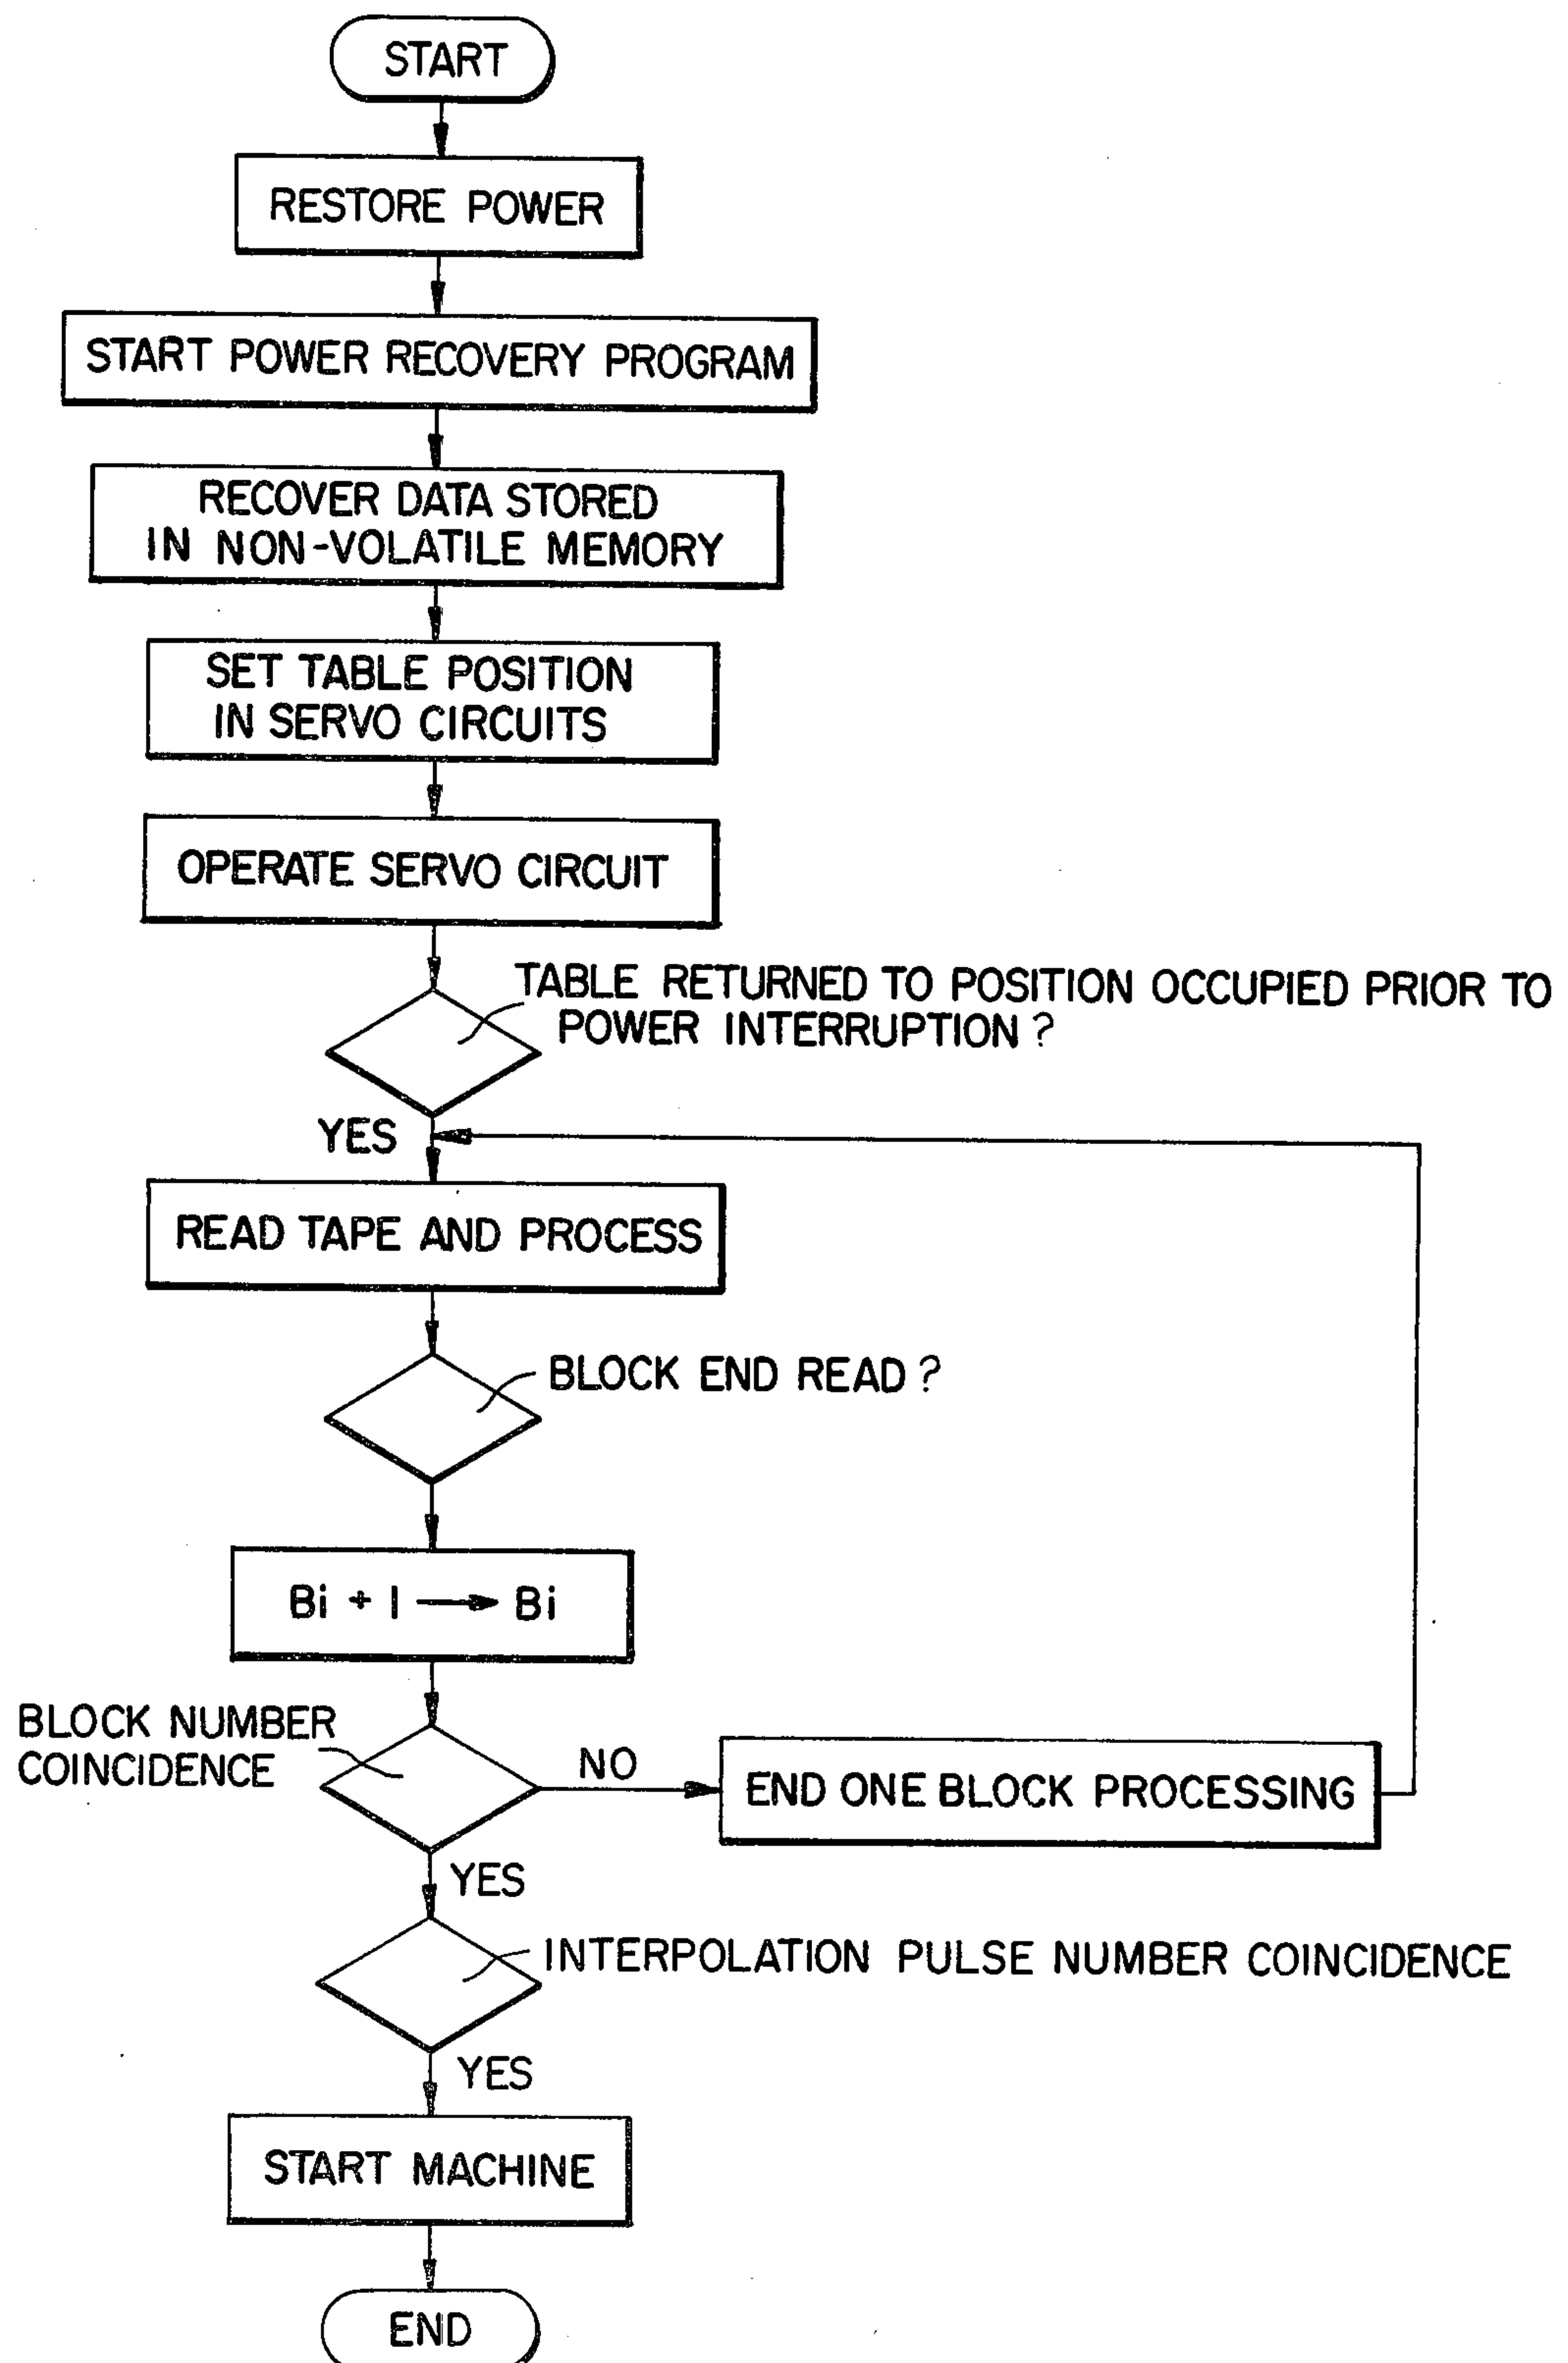 START
RESTORE POWER
START POWER RECOVERY PROGRAM
RECOVER DATA STORED
IN NON-VOLATILE MEMORY
SET TABLE POSITION
IN SERVO CIRCUITS
OPERATE SERVO CIRCUIT
TABLE RETURNED TO POSITION OCCUPIED PRIOR TO
POWER INTERRUPTION ?
YES
READ TAPE AND PROCESS
BLOCK END READ ?
Bi + 1 → Bi
BLOCK NUMBER
COINCIDENCE
NO
END ONE BLOCK PROCESSING
YES
INTERPOLATION PULSE NUMBER COINCIDENCE
YES
START MACHINE
END